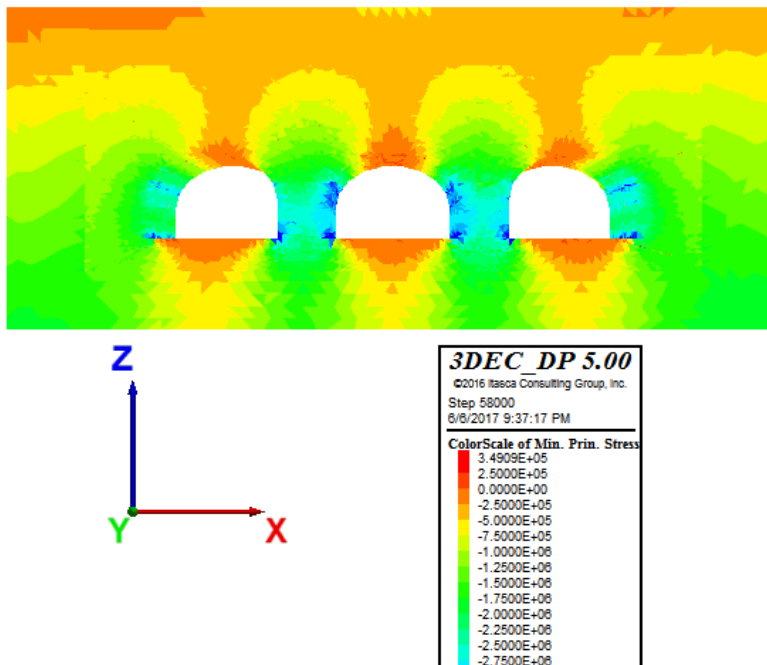 Z
Y
X
3DEC_DP 5.00
©2016 Itasca Consulting Group, Inc.
Step 58000
6/6/2017 9:37:17 PM
ColorScale of Min. Prin. Stress
3.4909E+05
2.5000E+05
0.0000E+00
-2.5000E+05
-5.0000E+05
-7.5000E+05
-1.0000E+06
-1.2500E+06
-1.5000E+06
-1.7500E+06
-2.0000E+06
-2.2500E+06
-2.5000E+06
-2.7500E+06